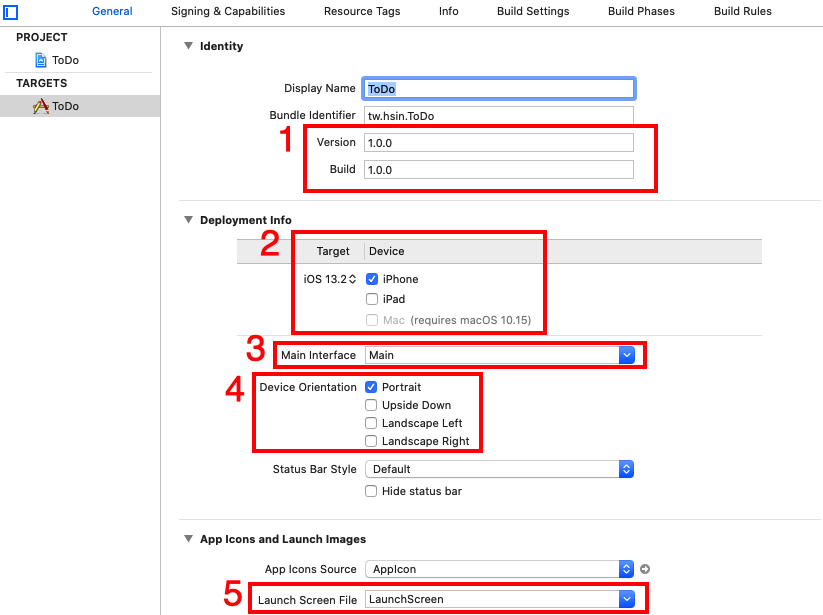 General Signing & Capabilities Resource Tags Info Build Settings Build Phases Build Rules
PROJECT
ToDo
TARGETS
ToDo
Identity
Display Name ToDo
Bundle Identifier tw.hsin.ToDo
1
Version 1.0.0
Build 1.0.0
Deployment Info
2
Target Device
iOS 13.2 iPhone
iPad
Mac (requires macOS 10.15)
3
Main Interface Main
4
Device Orientation Portrait
Upside Down
Landscape Left
Landscape Right
Status Bar Style Default
Hide status bar
App Icons and Launch Images
App Icons Source AppIcon
5
Launch Screen File LaunchScreen